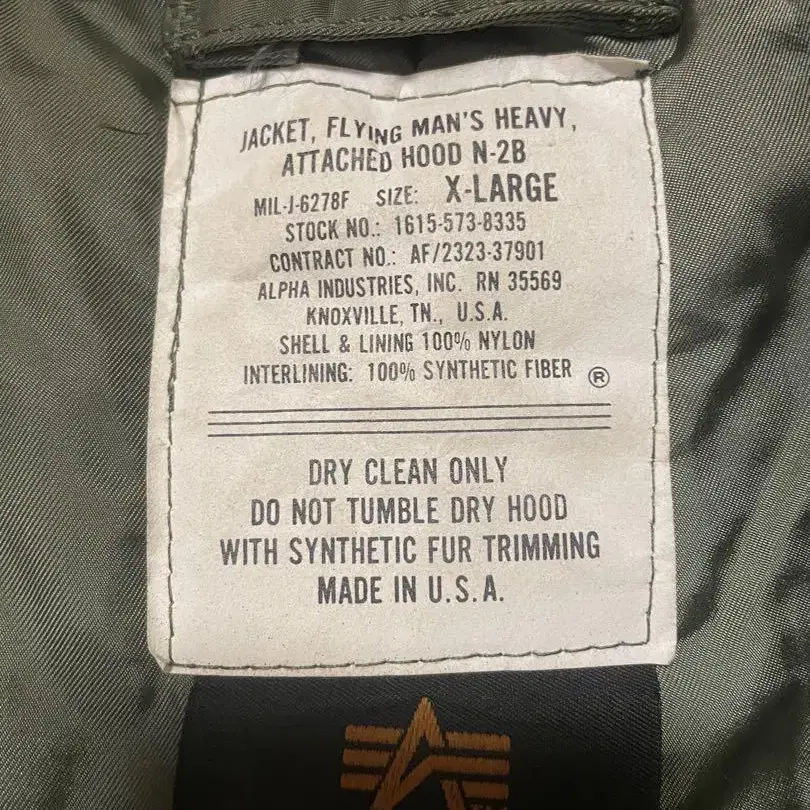 JACKET, FLYING MAN'S HEAVY,
ATTACHED HOOD N-2B
MIL-J-6278F SIZE: X-LARGE
STOCK NO.: 1615-573-8335
CONTRACT NO.: AF/2323-37901
ALPHA INDUSTRIES, INC. RN 35569
KNOXVILLE, TN., U.S.A.
SHELL & LINING 100% NYLON
INTERLINING: 100% SYNTHETIC FIBER ®
DRY CLEAN ONLY
DO NOT TUMBLE DRY HOOD
WITH SYNTHETIC FUR TRIMMING
MADE IN U.S.A.